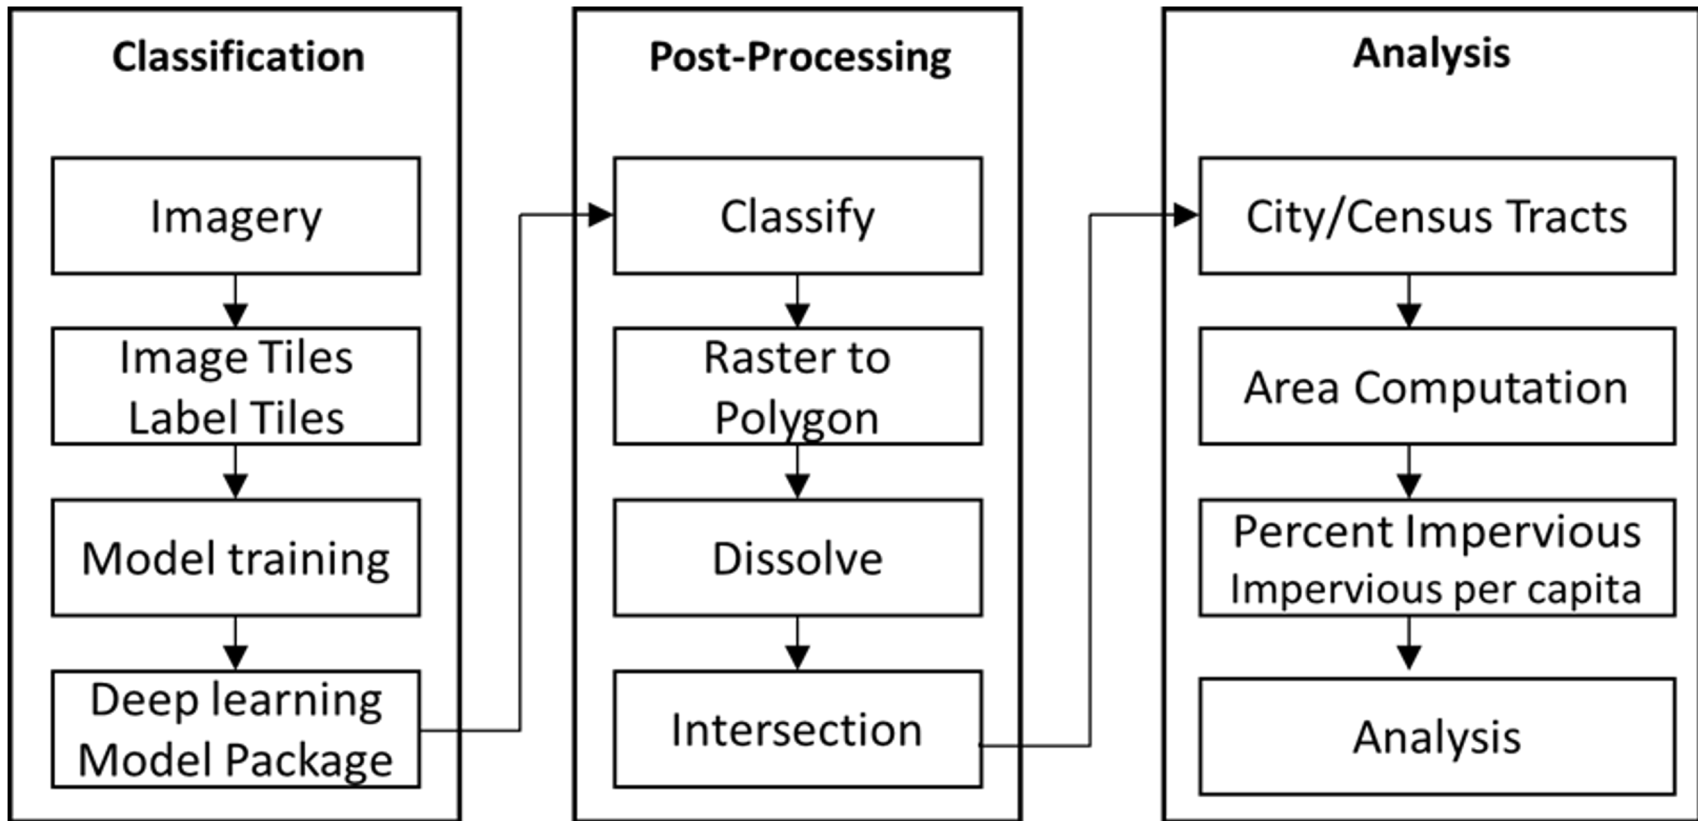 Classification
Imagery
Image Tiles
Label Tiles
Model training
Deep learning
Model Package
Post-Processing
Classify
Raster to
Polygon
Dissolve
Intersection
Analysis
City/Census Tracts
Area Computation
Percent Impervious
Impervious per capita
Analysis